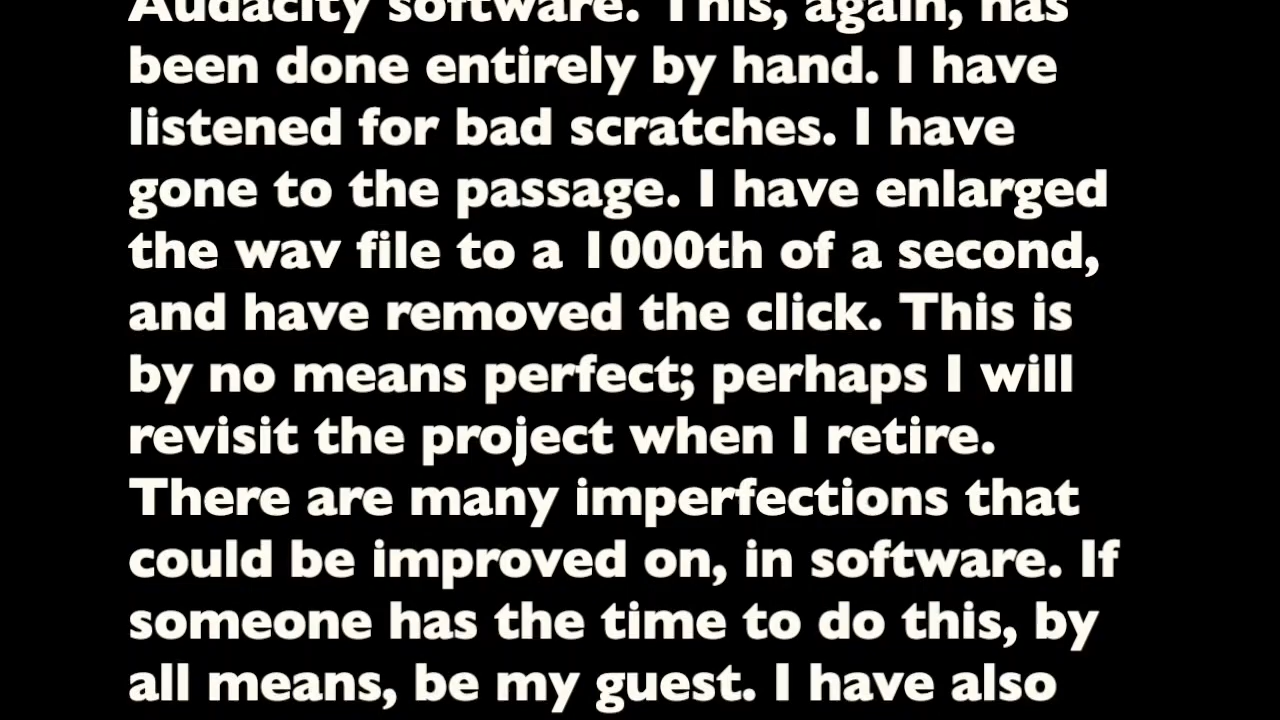 Audacity software. This, again, has
been done entirely by hand. I have
listened for bad scratches. I have
gone to the passage. I have enlarged
the wav file to a 1000th of a second,
and have removed the click. This is
by no means perfect; perhaps I will
revisit the project when I retire.
There are many imperfections that
could be improved on, in software. If
someone has the time to do this, by
all means, be my guest. I have also